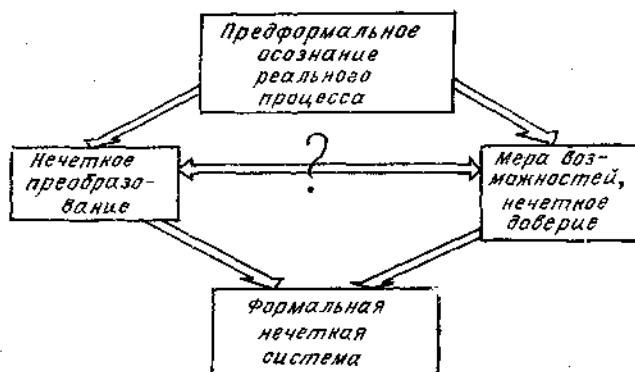 Предформальное
осознание
реального
процесса
?
Нечеткое
преобразо-
вание
Мера воз-
можностей,
нечеткое
доверие
Формальная
нечеткая
система